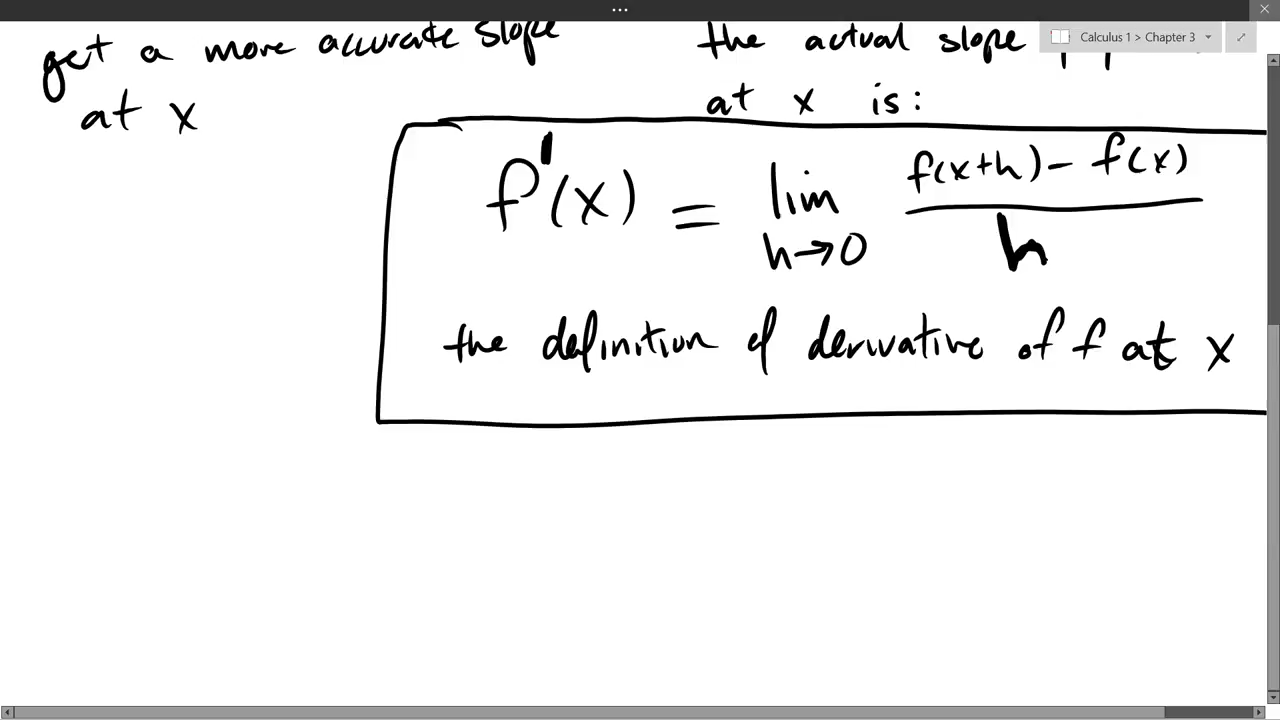 get a more accurate slope
at x
the actual slope
at x is:
Calculus 1 > Chapter 3
f'(x) = lim h→0 f(x+h) - f(x) / h
the definition of derivative of f at x